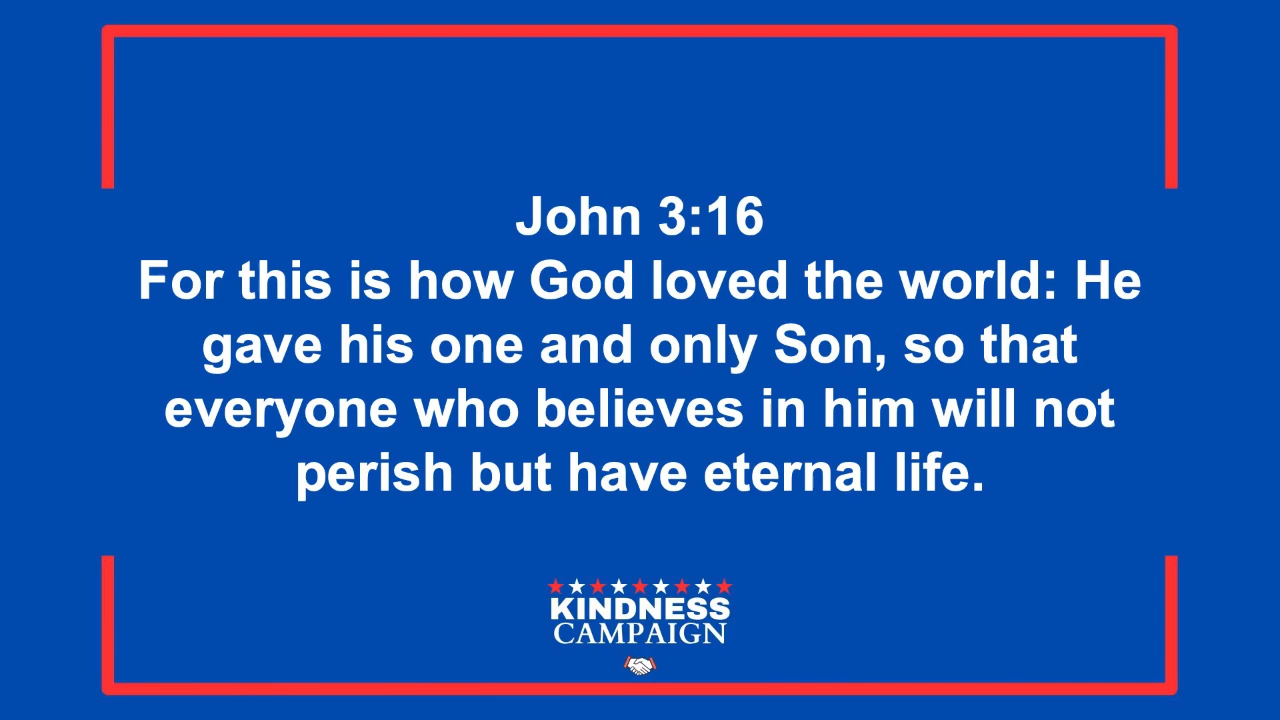 John 3:16
For this is how God loved the world: He
gave his one and only Son, so that
everyone who believes in him will not
perish but have eternal life.
KINDNESS
CAMPAIGN